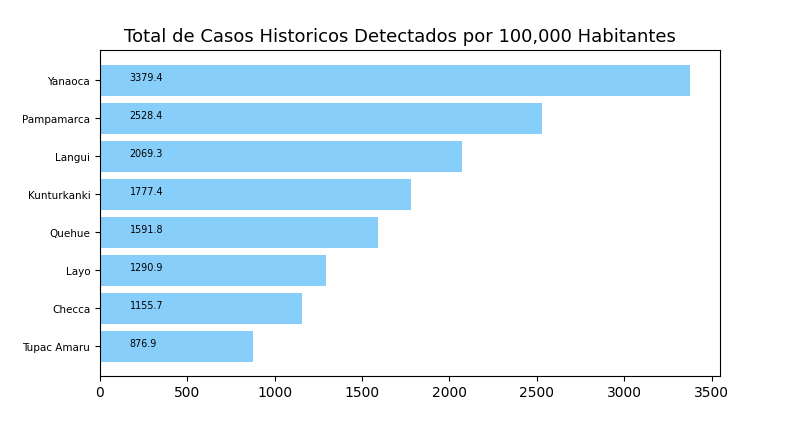 Total de Casos Historicos Detectados por 100,000 Habitantes
Yanaoca 3379.4
Pampamarca 2528.4
Langui 2069.3
Kunturkanki 1777.4
Quehue 1591.8
Layo 1290.9
Checca 1155.7
Tupac Amaru 876.9
0 500 1000 1500 2000 2500 3000 3500